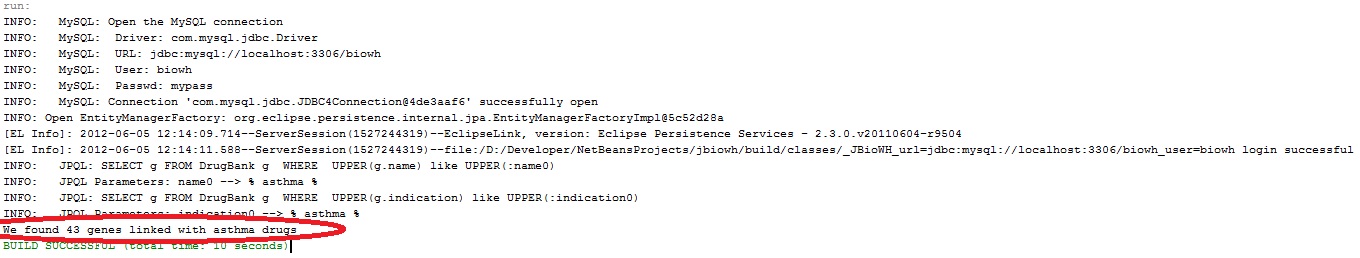 run:
INFO:   MySQL: Open the MySQL connection
INFO:   MySQL:  Driver: com.mysql.jdbc.Driver
INFO:   MySQL:  URL: jdbc:mysql://localhost:3306/biowh
INFO:   MySQL:  User: biowh
INFO:   MySQL:  Passwd: mypass
INFO:   MySQL: Connection 'com.mysql.jdbc.JDBC4Connection@4de3aaf6' successfully open
INFO: Open EntityManagerFactory: org.eclipse.persistence.internal.jpa.EntityManagerFactoryImpl@5c52d28a
[EL Info]: 2012-06-05 12:14:09.714--ServerSession(1527244319)--EclipseLink, version: Eclipse Persistence Services - 2.3.0.v20110604-r9504
[EL Info]: 2012-06-05 12:14:11.588--ServerSession(1527244319)--file:/D:/Developer/NetBeansProjects/jbiowh/build/classes/_JBioWH_url=jdbc:mysql://localhost:3306/biowh_user=biowh login successful
INFO:   JPQL: SELECT g FROM DrugBank g  WHERE  UPPER(g.name) like UPPER(:name0)
INFO:   JPQL Parameters: name0 --> % asthma %
INFO:   JPQL: SELECT g FROM DrugBank g  WHERE  UPPER(g.indication) like UPPER(:indication0)
INFO:   JPQL Parameters: indication0 --> % asthma %
We found 43 genes linked with asthma drugs
BUILD SUCCESSFUL (total time: 10 seconds)